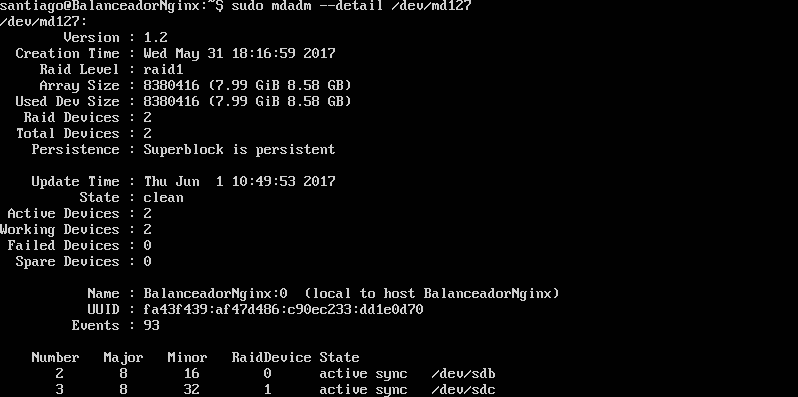 santiago@BalanceadorNginx:~$ sudo mdadm --detail /dev/md127
/dev/md127:
        Version : 1.2
  Creation Time : Wed May 31 18:16:59 2017
     Raid Level : raid1
     Array Size : 8380416 (7.99 GiB 8.58 GB)
  Used Dev Size : 8380416 (7.99 GiB 8.58 GB)
   Raid Devices : 2
  Total Devices : 2
    Persistence : Superblock is persistent

    Update Time : Thu Jun  1 10:49:53 2017
          State : clean
 Active Devices : 2
Working Devices : 2
 Failed Devices : 0
  Spare Devices : 0

           Name : BalanceadorNginx:0  (local to host BalanceadorNginx)
           UUID : fa43f439:af47d486:c90ec233:dd1e0d70
         Events : 93

    Number   Major   Minor   RaidDevice State
       2       8       16        0      active sync   /dev/sdb
       3       8       32        1      active sync   /dev/sdc